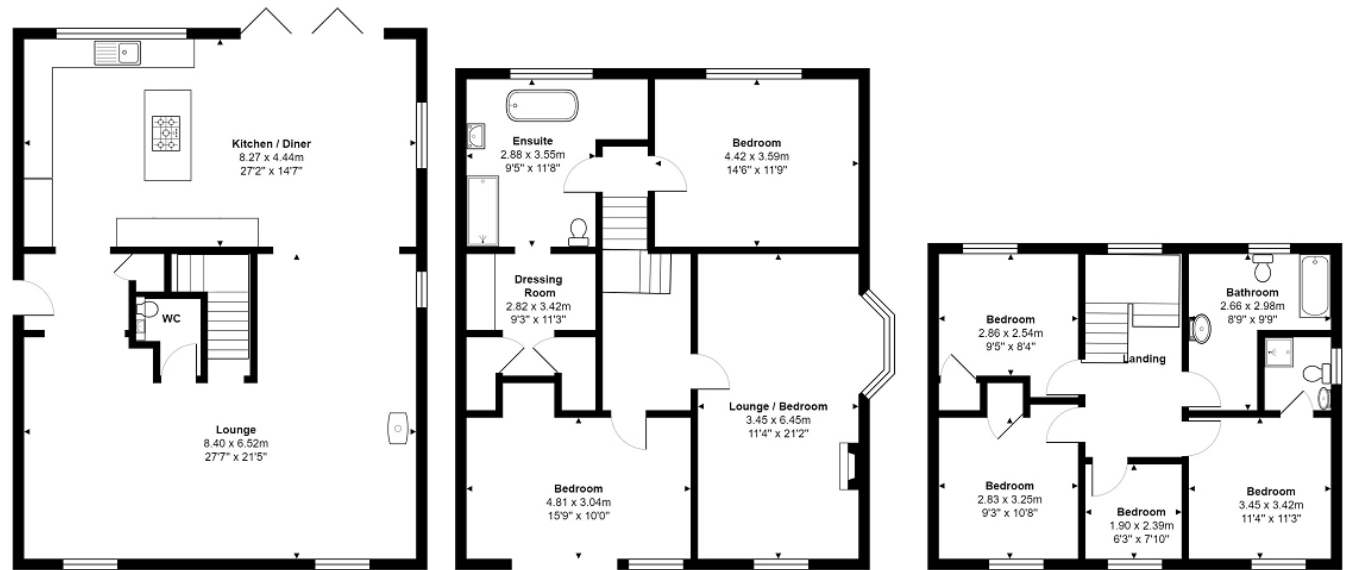 Kitchen / Diner
8.27 x 4.44m
27'2" x 14'7"
WC
Lounge
8.40 x 6.52m
27'7" x 21'5"
Ensuite
2.88 x 3.55m
9'5" x 11'8"
Bedroom
4.42 x 3.59m
14'6" x 11'9"
Dressing
Room
2.82 x 3.42m
9'3" x 11'3"
Lounge / Bedroom
3.45 x 6.45m
11'4" x 21'2"
Bedroom
4.81 x 3.04m
15'9" x 10'0"
Bedroom
2.86 x 2.54m
9'5" x 8'4"
Landing
Bathroom
2.66 x 2.98m
8'9" x 9'9"
Bedroom
2.83 x 3.25m
9'3" x 10'8"
Bedroom
1.90 x 2.39m
6'3" x 7'10"
Bedroom
3.45 x 3.42m
11'4" x 11'3"